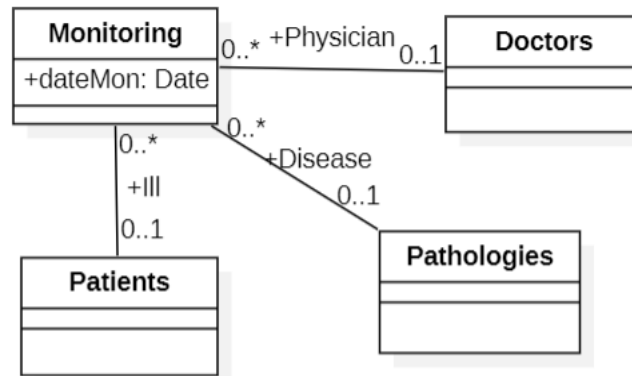 Monitoring
+dateMon: Date
0..* +Physician 0..1
Doctors
0..*
+Disease
0..1
0..*
+Ill
0..1
Patients
Pathologies